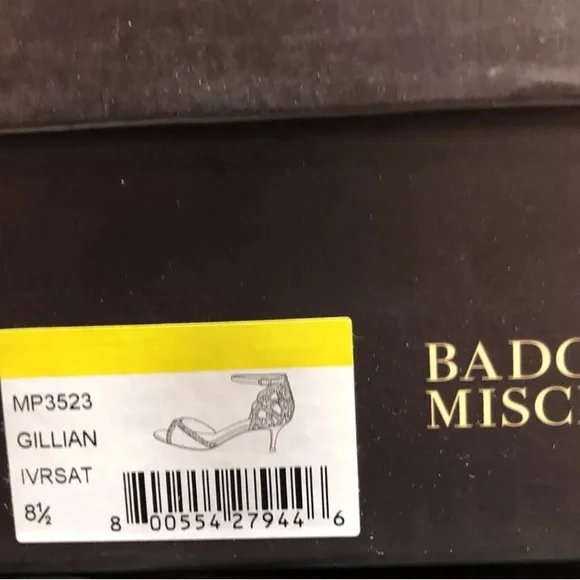 MP3523
GILLIAN
IVRSAT
8½
8 00554 27944 6
BADG
MISC